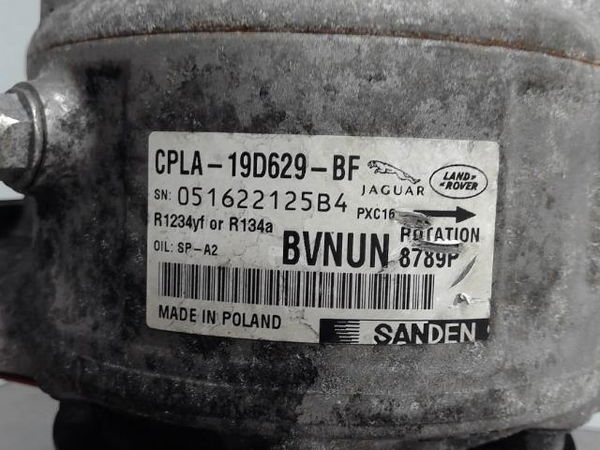 CPLA-19D629-BF
JAGUAR
LAND-
ROVER
SN: 051622125B4
PXC16
R1234yf or R134a
ROTATION
OIL: SP-A2
BVNUN
8789P
MADE IN POLAND
SANDEN